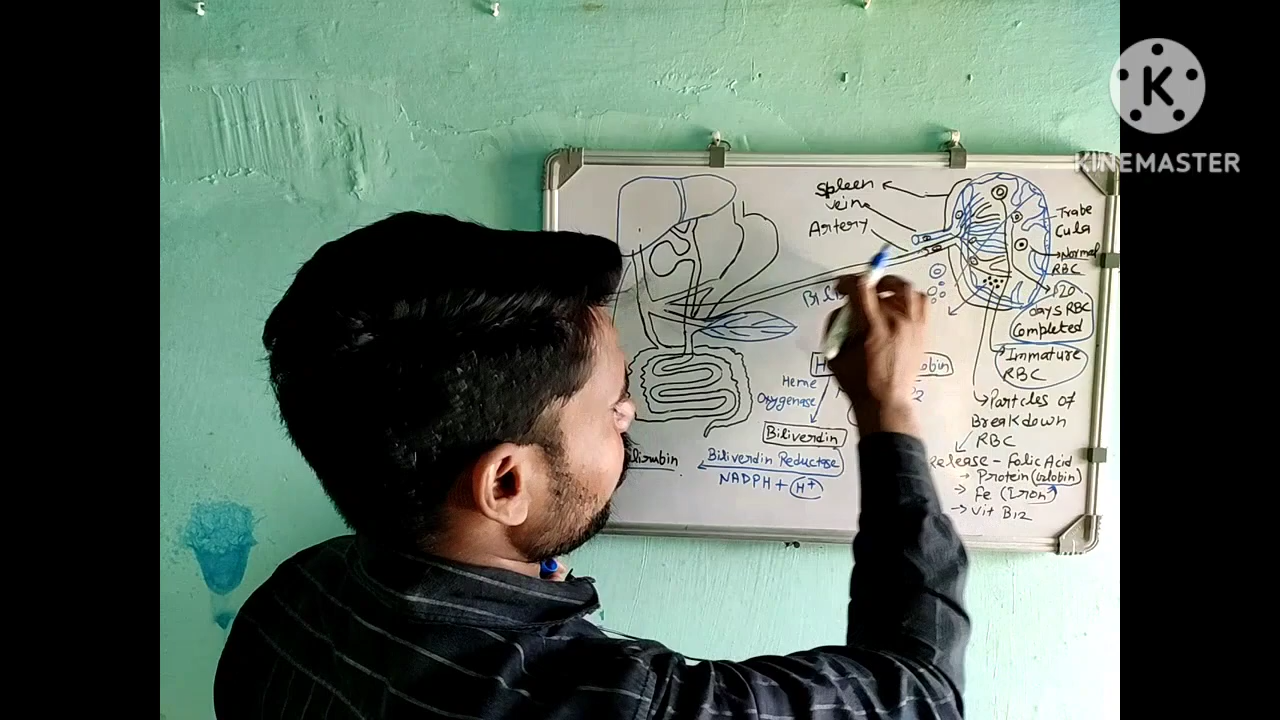 KINEMASTER
Spleen
vein
Artery
Trabe
Cula
Normal
RBC
120
days RBC
Completed
Immature
RBC
Heme
Oxygenase
Particles of
Breakdown
RBC
Biliverdin
Biliverdin Reductase
NADPH + H+
Release - Folic Acid
→ Protein (Globin)
→ Fe (Iron)
→ Vit B12